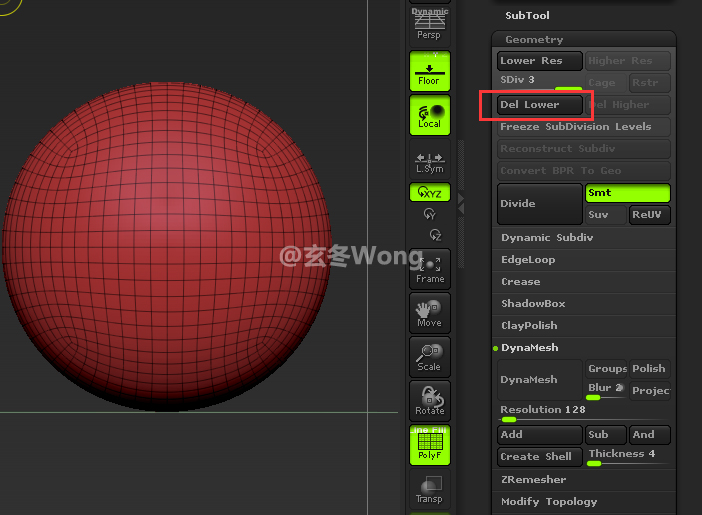 Dynamic
Persp
Floor
Local
L.Sym
XYZ
Y
Z
Frame
Move
Scale
Rotate
PolyF
Transp
@玄冬Wong
SubTool
Geometry
Lower Res
Higher Res
SDiv 3
Cage
Rstr
Del Lower
Del Higher
Freeze SubDivision Levels
Reconstruct Subdiv
Convert BPR To Geo
Divide
Smt
Suv
ReUV
Dynamic Subdiv
EdgeLoop
Crease
ShadowBox
ClayPolish
DynaMesh
DynaMesh
Groups
Polish
Blur 2
Projec
Resolution 128
Add
Sub
And
Create Shell
Thickness 4
ZRemesher
Modify Topology